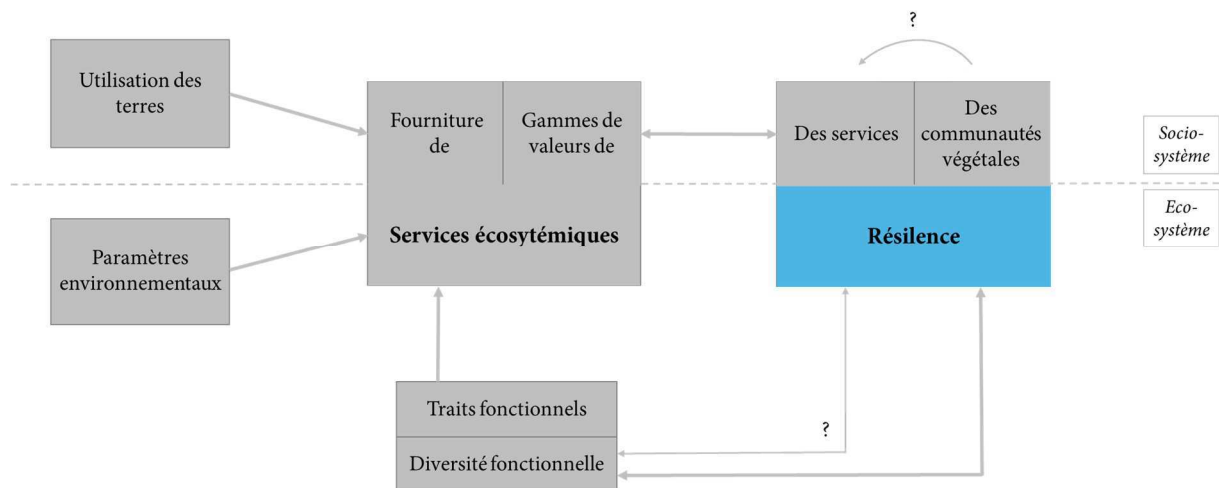 ?
Utilisation des
terres
Fourniture
de
Gammes de
valeurs de
Des services
Des
communautés
végétales
Socio-
système
Paramètres
environnementaux
Services écosytémiques
Résilence
Eco-
système
Traits fonctionnels
?
Diversité fonctionnelle